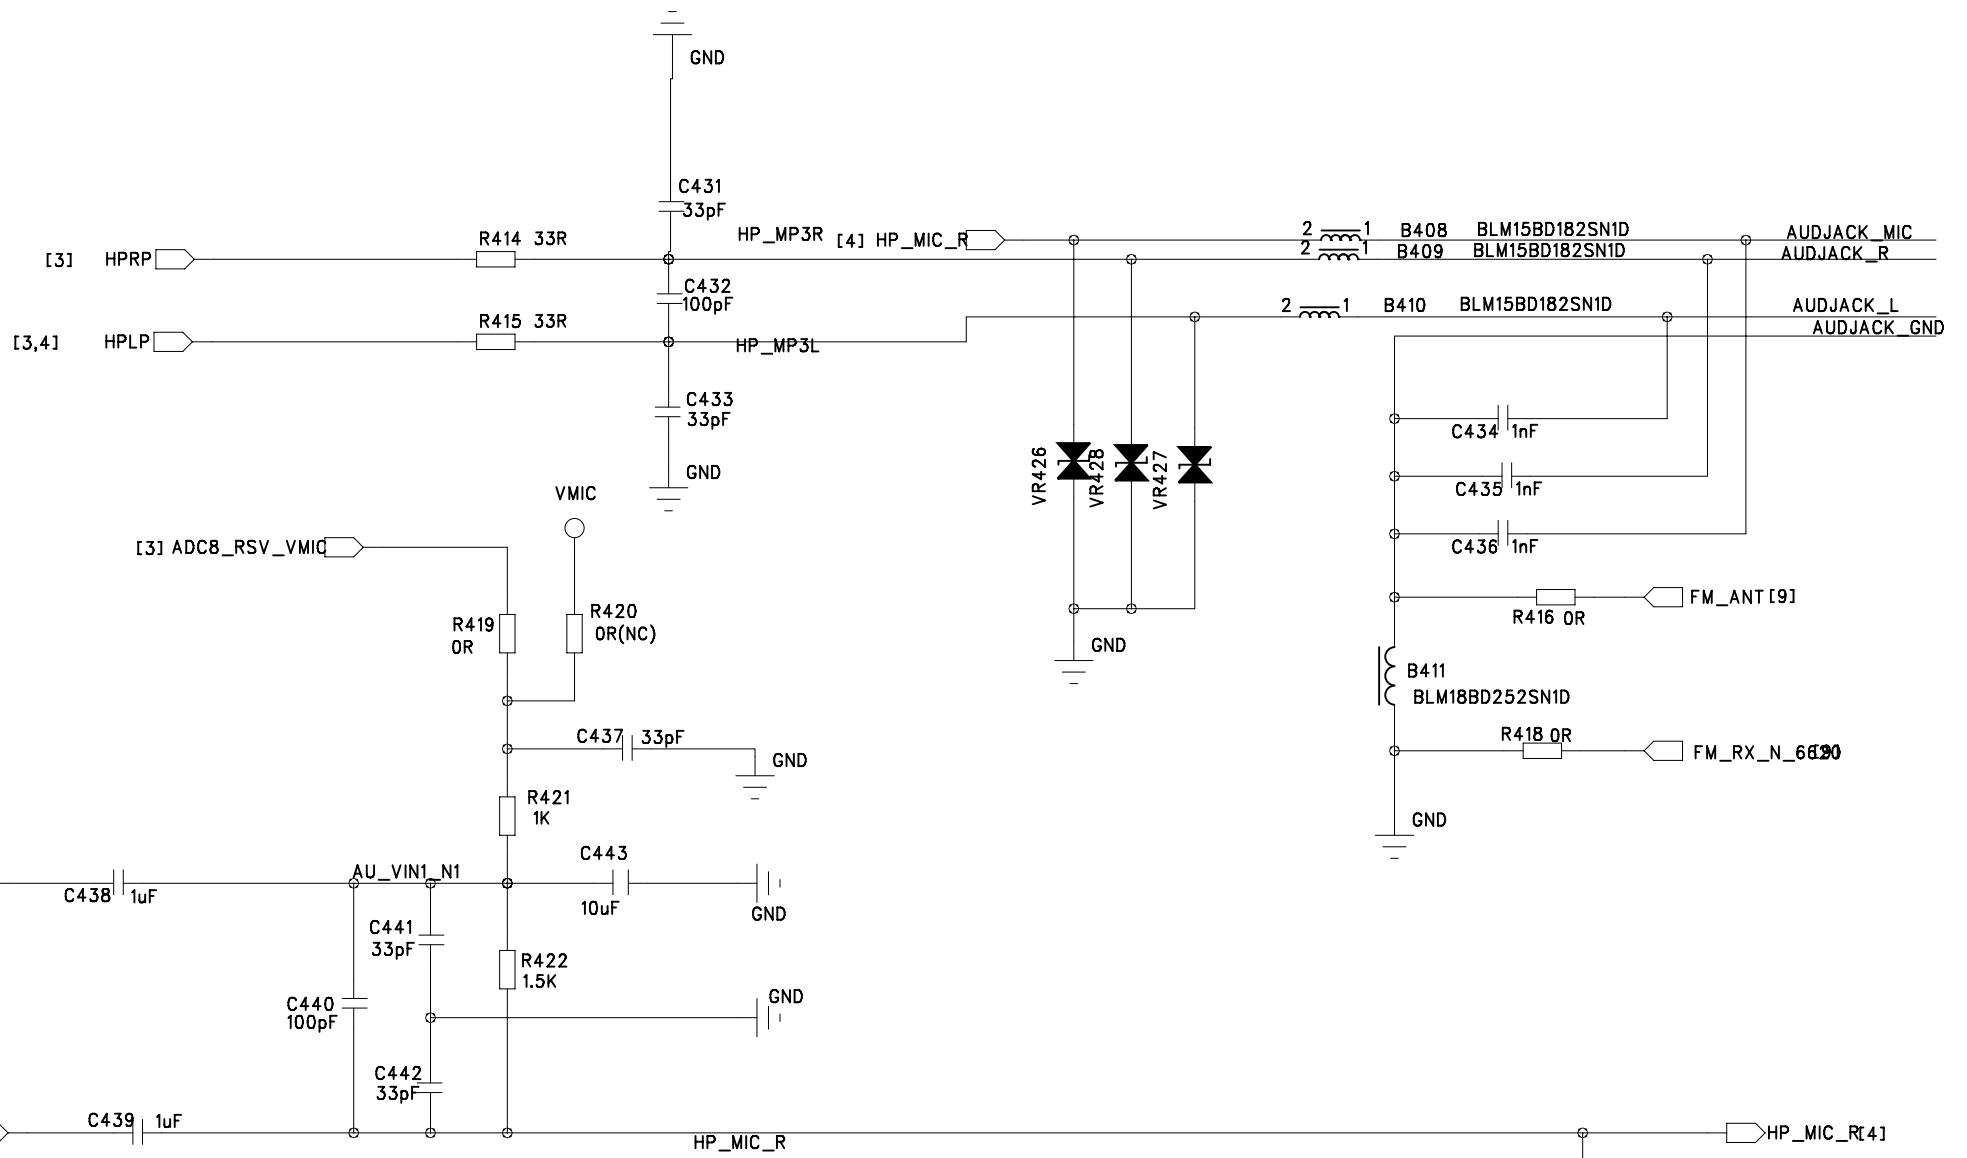 GND
C431
33pF
R414 33R
HP_MP3R
[4] HP_MIC_R
2 1 B408 BLM15BD182SN1D
AUDJACK_MIC
[3] HPRP
2 1 B409 BLM15BD182SN1D
AUDJACK_R
C432
100pF
R415 33R
2 1 B410 BLM15BD182SN1D
AUDJACK_L
AUDJACK_GND
[3,4] HPLP
HP_MP3L
C433
33pF
GND
C434 1nF
VR426
VR428
VR427
C435 1nF
VMIC
[3] ADC8_RSV_VMIC
C436 1nF
R419
0R
R420
0R(NC)
FM_ANT[9]
R416 0R
GND
B411
BLM18BD252SN1D
C437 33pF
GND
R418 0R
FM_RX_N_
R421
1K
GND
C443
10uF
GND
AU_VIN1_N1
C438 1uF
C441
33pF
R422
1.5K
C440
100pF
GND
C442
33pF
C439 1uF
HP_MIC_R
HP_MIC_R[4]